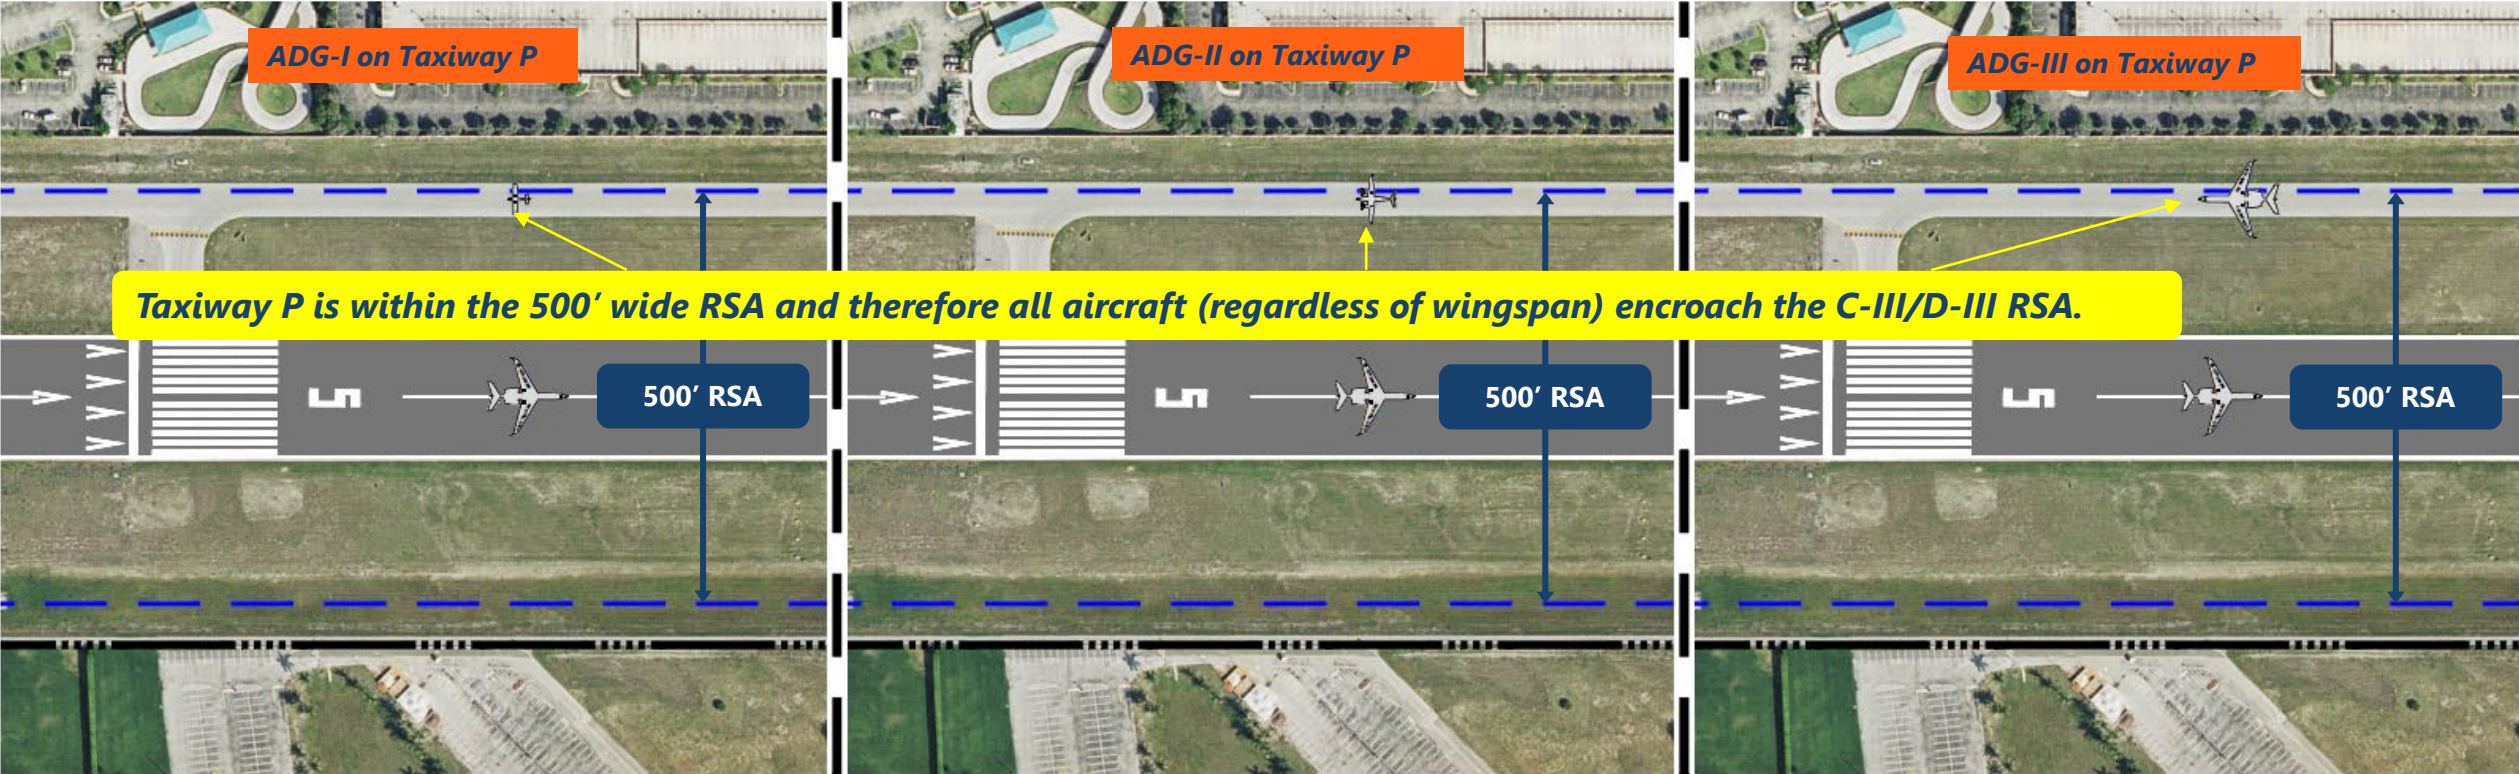 ADG-I on Taxiway P
ADG-II on Taxiway P
ADG-III on Taxiway P
Taxiway P is within the 500’ wide RSA and therefore all aircraft (regardless of wingspan) encroach the C-III/D-III RSA.
5
500’ RSA
5
500’ RSA
5
500’ RSA